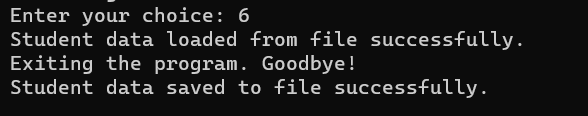 Enter your choice: 6
Student data loaded from file successfully.
Exiting the program. Goodbye!
Student data saved to file successfully.